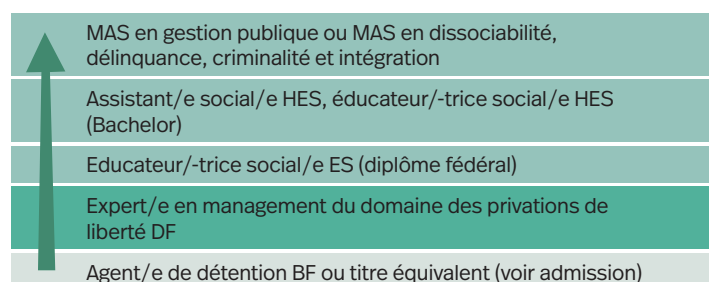 MAS en gestion publique ou MAS en dissociabilité,
délinquance, criminalité et intégration
Assistant/e social/e HES, éducateur/-trice social/e HES
(Bachelor)
Educateur/-trice social/e ES (diplôme fédéral)
Expert/e en management du domaine des privations de
liberté DF
Agent/e de détention BF ou titre équivalent (voir admission)